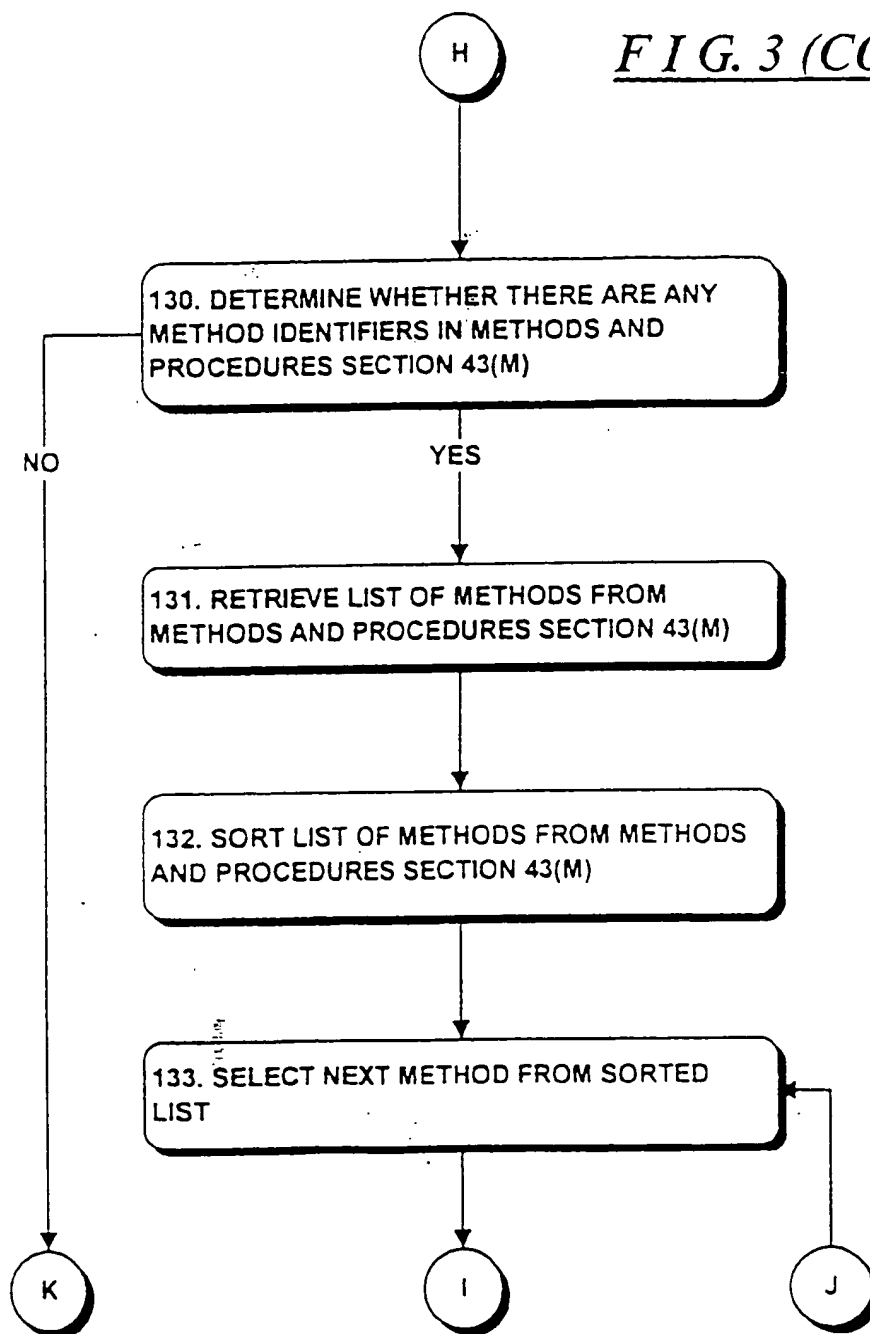 H
F I G. 3 (CO
130. DETERMINE WHETHER THERE ARE ANY
METHOD IDENTIFIERS IN METHODS AND
PROCEDURES SECTION 43(M)
NO
YES
131. RETRIEVE LIST OF METHODS FROM
METHODS AND PROCEDURES SECTION 43(M)
132. SORT LIST OF METHODS FROM METHODS
AND PROCEDURES SECTION 43(M)
133. SELECT NEXT METHOD FROM SORTED
LIST
K
I
J